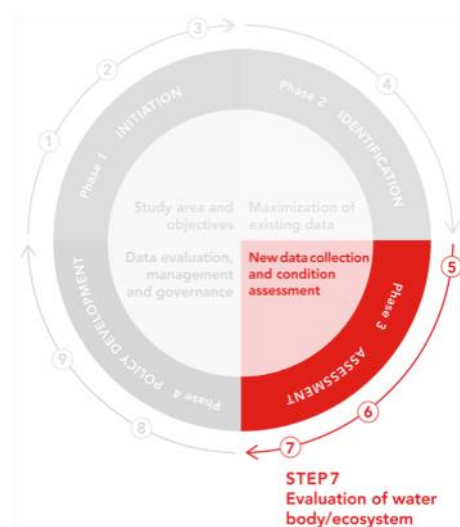 3
2
4
1
Phase 1 INITIATION
Phase 2 IDENTIFICATION
Study area and
objectives
Maximization of
existing data
Data evaluation,
management
and governance
New data collection
and condition
assessment
5
Phase 3 ASSESSMENT
Phase 4 POLICY DEVELOPMENT
9
6
8
7
STEP 7
Evaluation of water
body/ecosystem